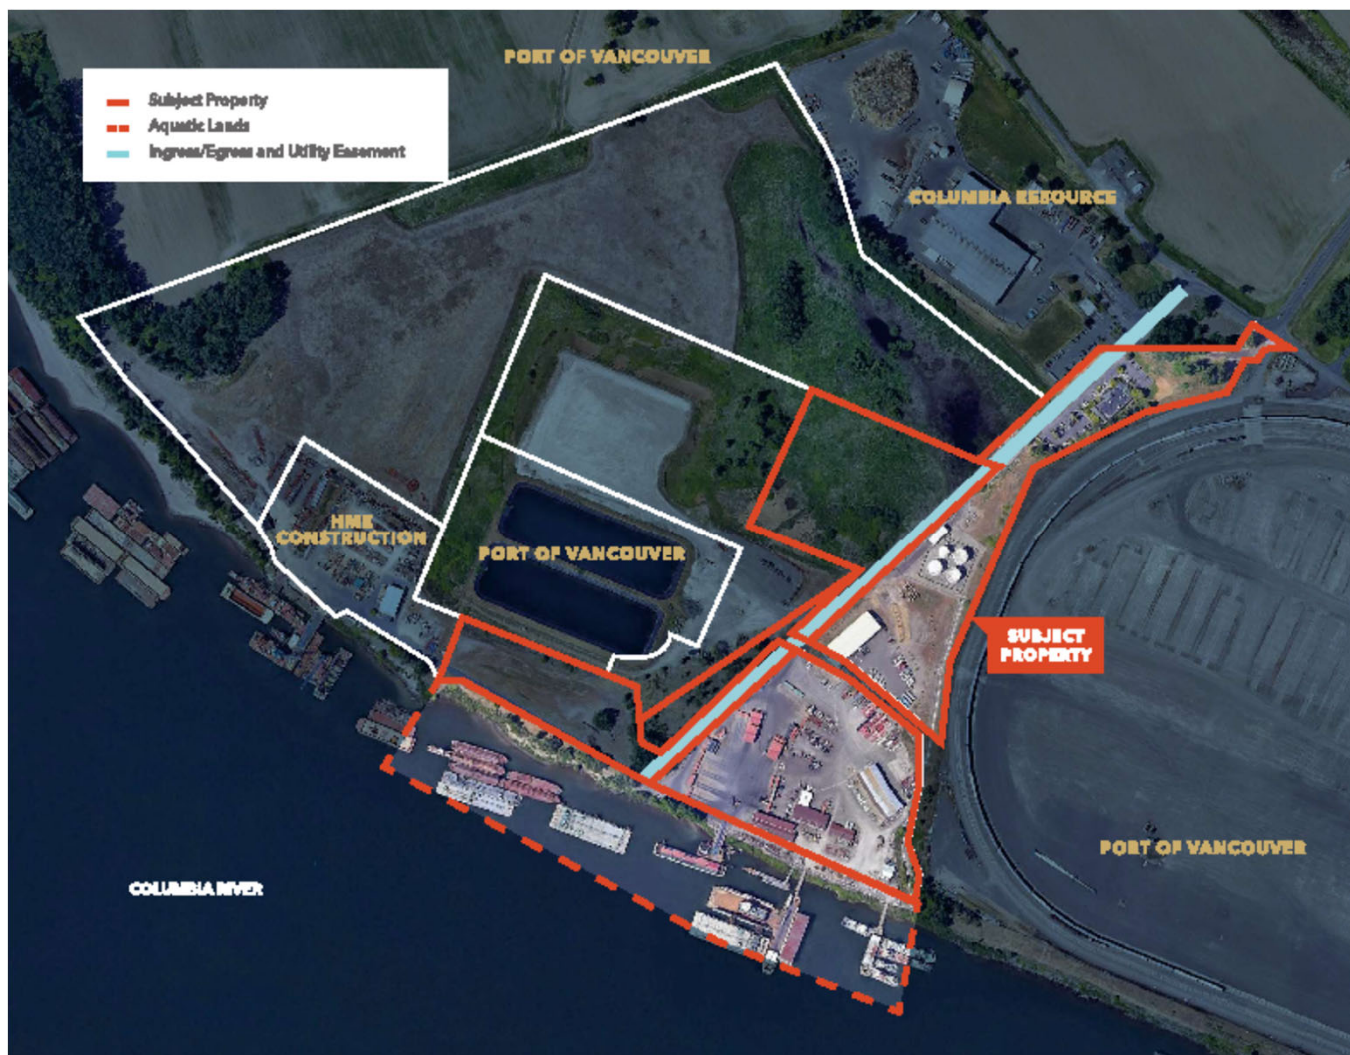 PORT OF VANCOUVER
Subject Property
Aquatic Lands
Ingress/Egress and Utility Easement
COLUMBIA RESOURCE
HME
CONSTRUCTION
PORT OF VANCOUVER
SUBJECT
PROPERTY
PORT OF VANCOUVER
COLUMBIA RIVER